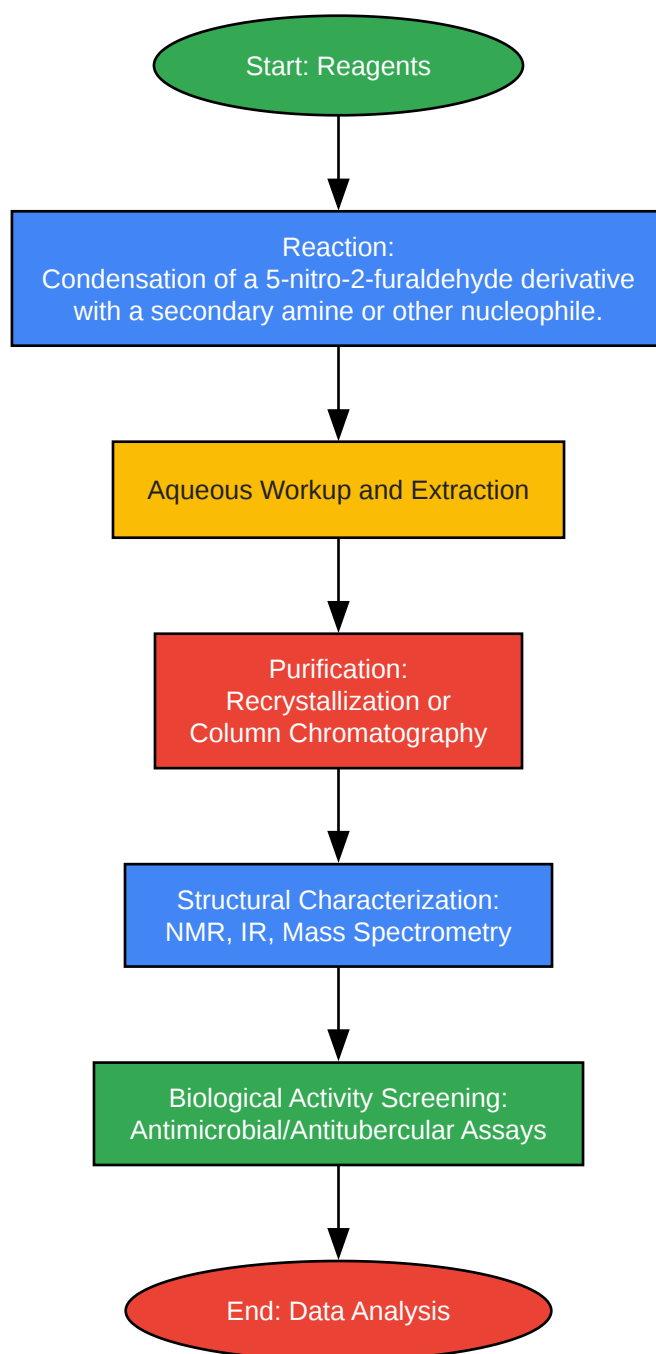 Start: Reagents
Reaction:
Condensation of a 5-nitro-2-furaldehyde derivative
with a secondary amine or other nucleophile.
Aqueous Workup and Extraction
Purification:
Recrystallization or
Column Chromatography
Structural Characterization:
NMR, IR, Mass Spectrometry
Biological Activity Screening:
Antimicrobial/Antitubercular Assays
End: Data Analysis